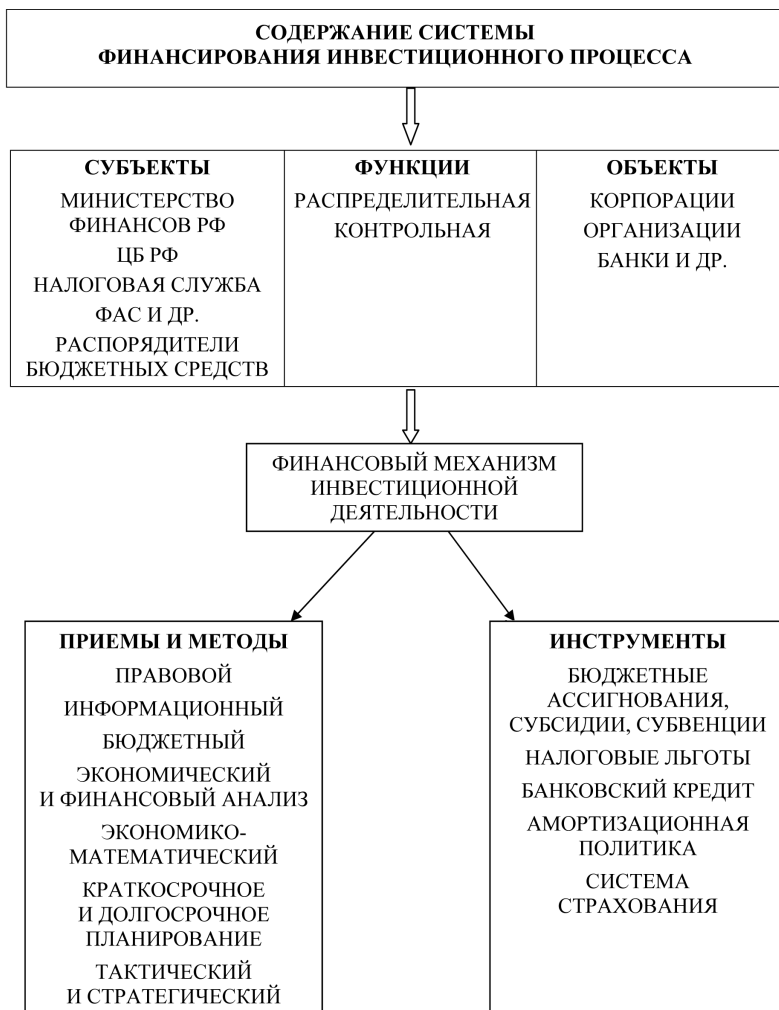 СОДЕРЖАНИЕ СИСТЕМЫ
ФИНАНСИРОВАНИЯ ИНВЕСТИЦИОННОГО ПРОЦЕССА
СУБЪЕКТЫ
МИНИСТЕРСТВО
ФИНАНСОВ РФ
ЦБ РФ
НАЛОГОВАЯ СЛУЖБА
ФАС И ДР.
РАСПОРЯДИТЕЛИ
БЮДЖЕТНЫХ СРЕДСТВ
ФУНКЦИИ
РАСПРЕДЕЛИТЕЛЬНАЯ
КОНТРОЛЬНАЯ
ОБЪЕКТЫ
КОРПОРАЦИИ
ОРГАНИЗАЦИИ
БАНКИ И ДР.
ФИНАНСОВЫЙ МЕХАНИЗМ
ИНВЕСТИЦИОННОЙ
ДЕЯТЕЛЬНОСТИ
ПРИЕМЫ И МЕТОДЫ
ПРАВОВОЙ
ИНФОРМАЦИОННЫЙ
БЮДЖЕТНЫЙ
ЭКОНОМИЧЕСКИЙ
И ФИНАНСОВЫЙ АНАЛИЗ
ЭКОНОМИКО-
МАТЕМАТИЧЕСКИЙ
КРАТКОСРОЧНОЕ
И ДОЛГОСРОЧНОЕ
ПЛАНИРОВАНИЕ
ТАКТИЧЕСКИЙ
И СТРАТЕГИЧЕСКИЙ
ИНСТРУМЕНТЫ
БЮДЖЕТНЫЕ
АССИГНОВАНИЯ,
СУБСИДИИ, СУБВЕНЦИИ
НАЛОГОВЫЕ ЛЬГОТЫ
БАНКОВСКИЙ КРЕДИТ
АМОРТИЗАЦИОННАЯ
ПОЛИТИКА
СИСТЕМА
СТРАХОВАНИЯ